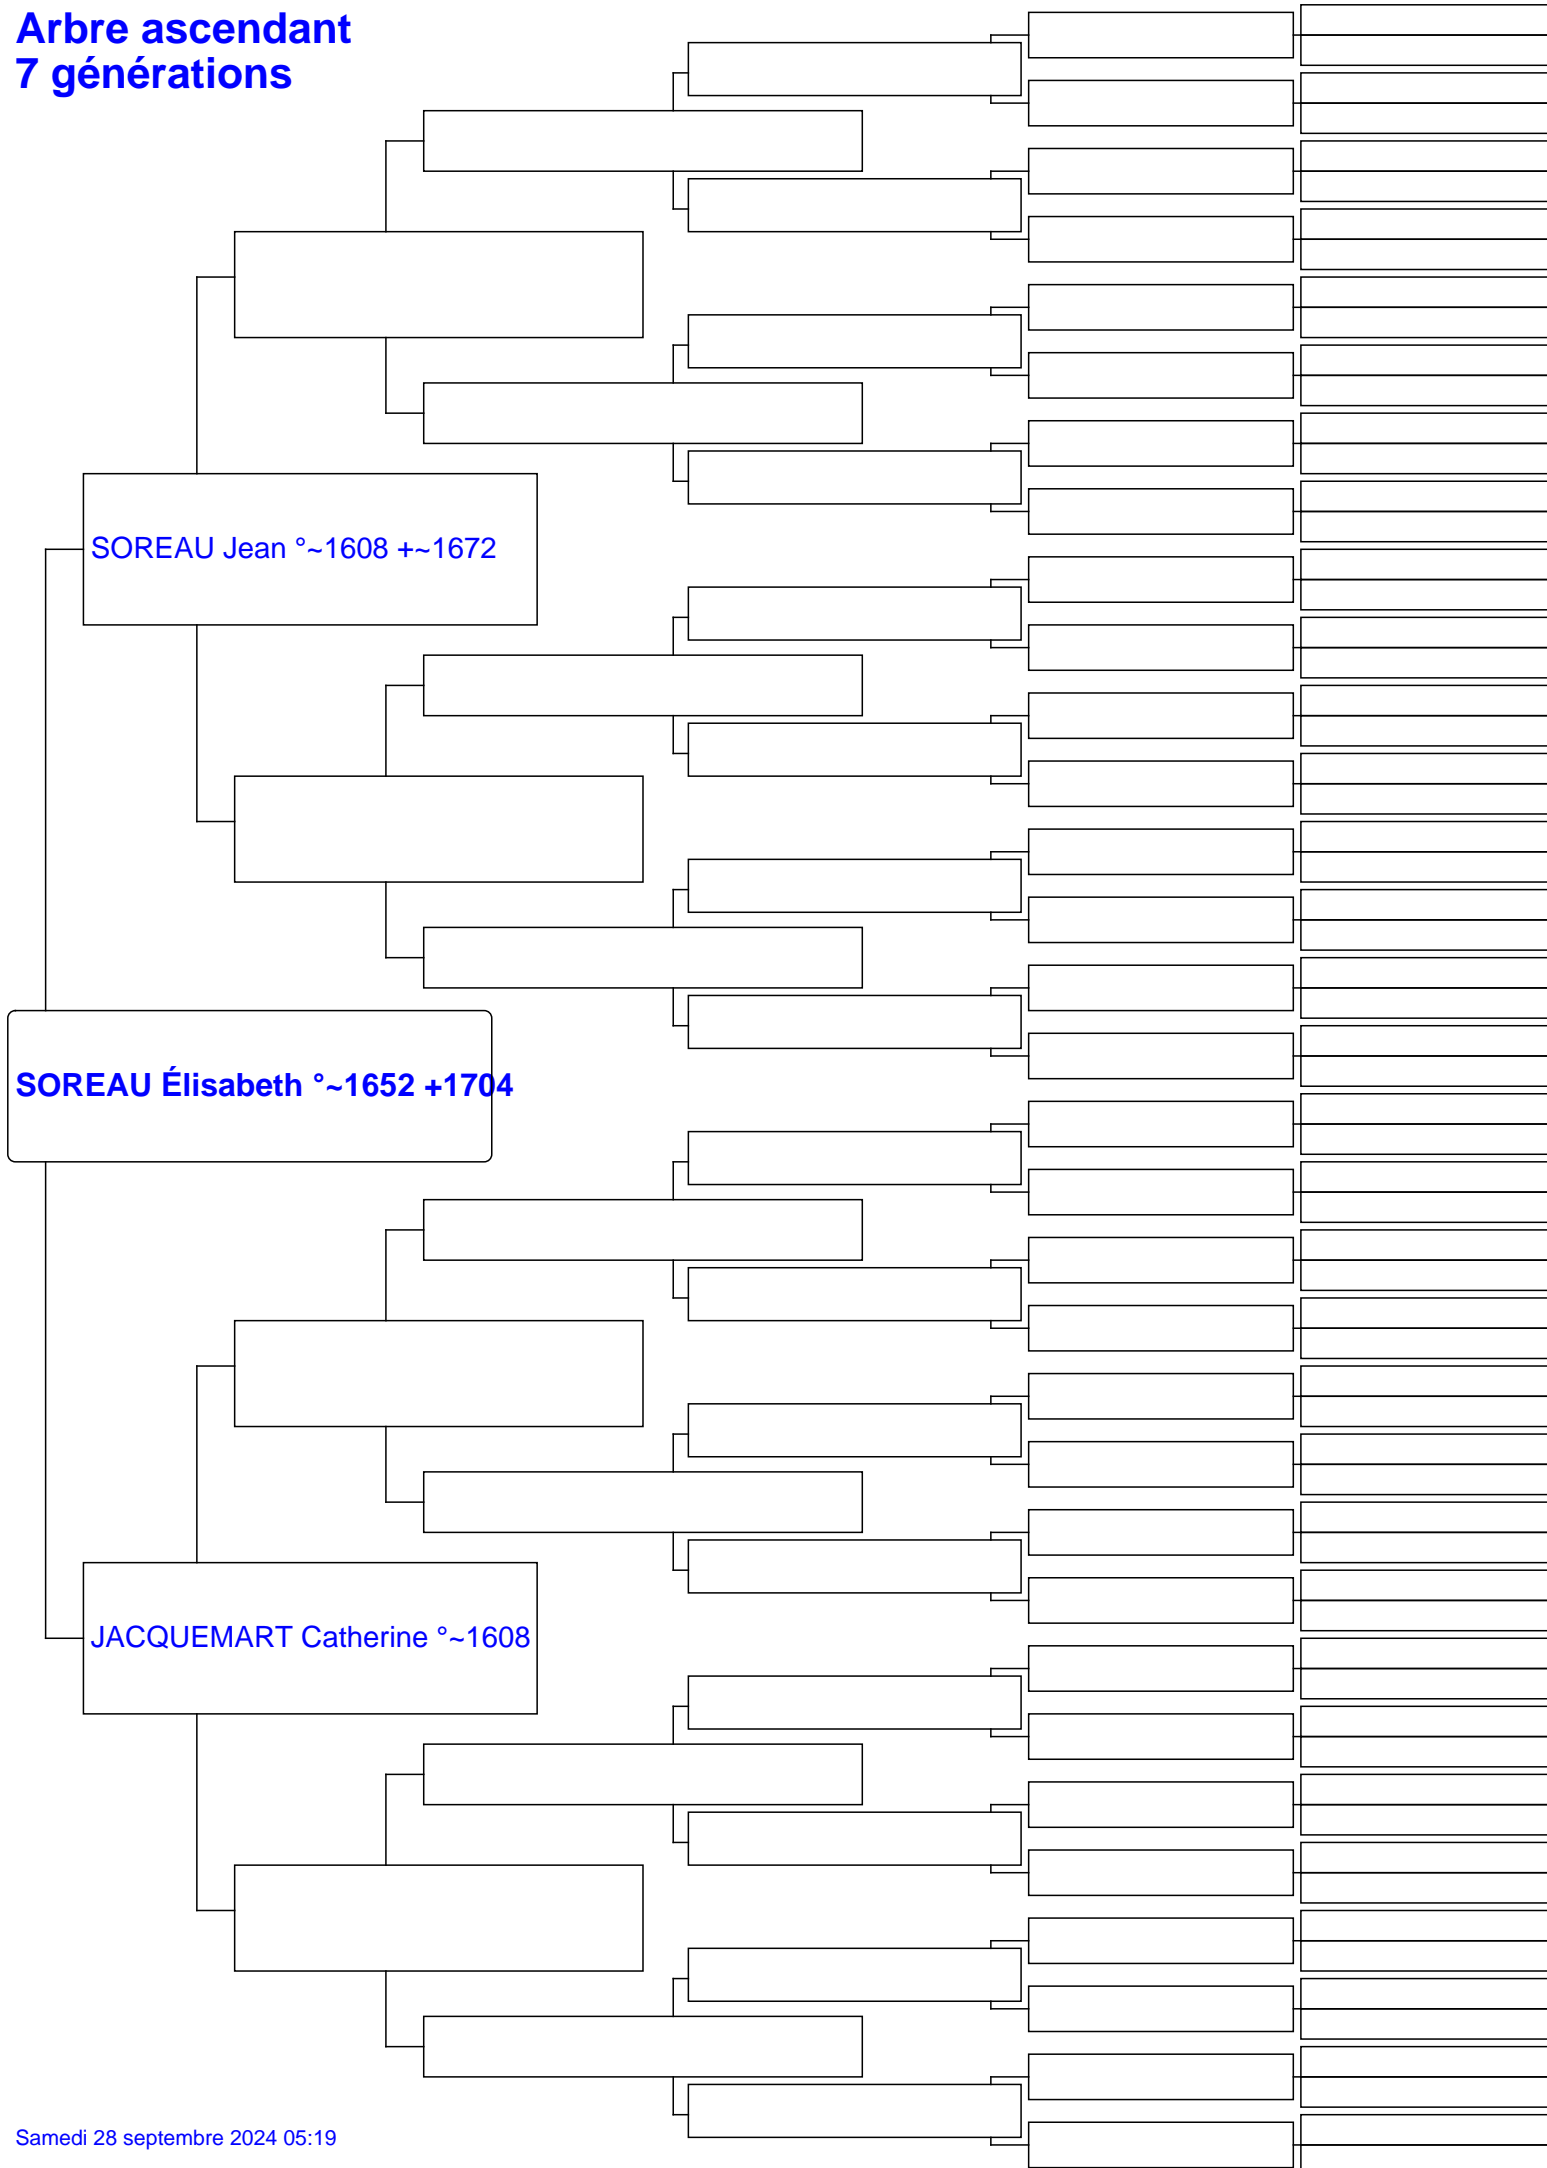 Arbre ascendant
7 générations
SOREAU Jean °~1608 +~1672
SOREAU Élisabeth °~1652 +1704
JACQUEMART Catherine °~1608
Samedi 28 septembre 2024 05:19